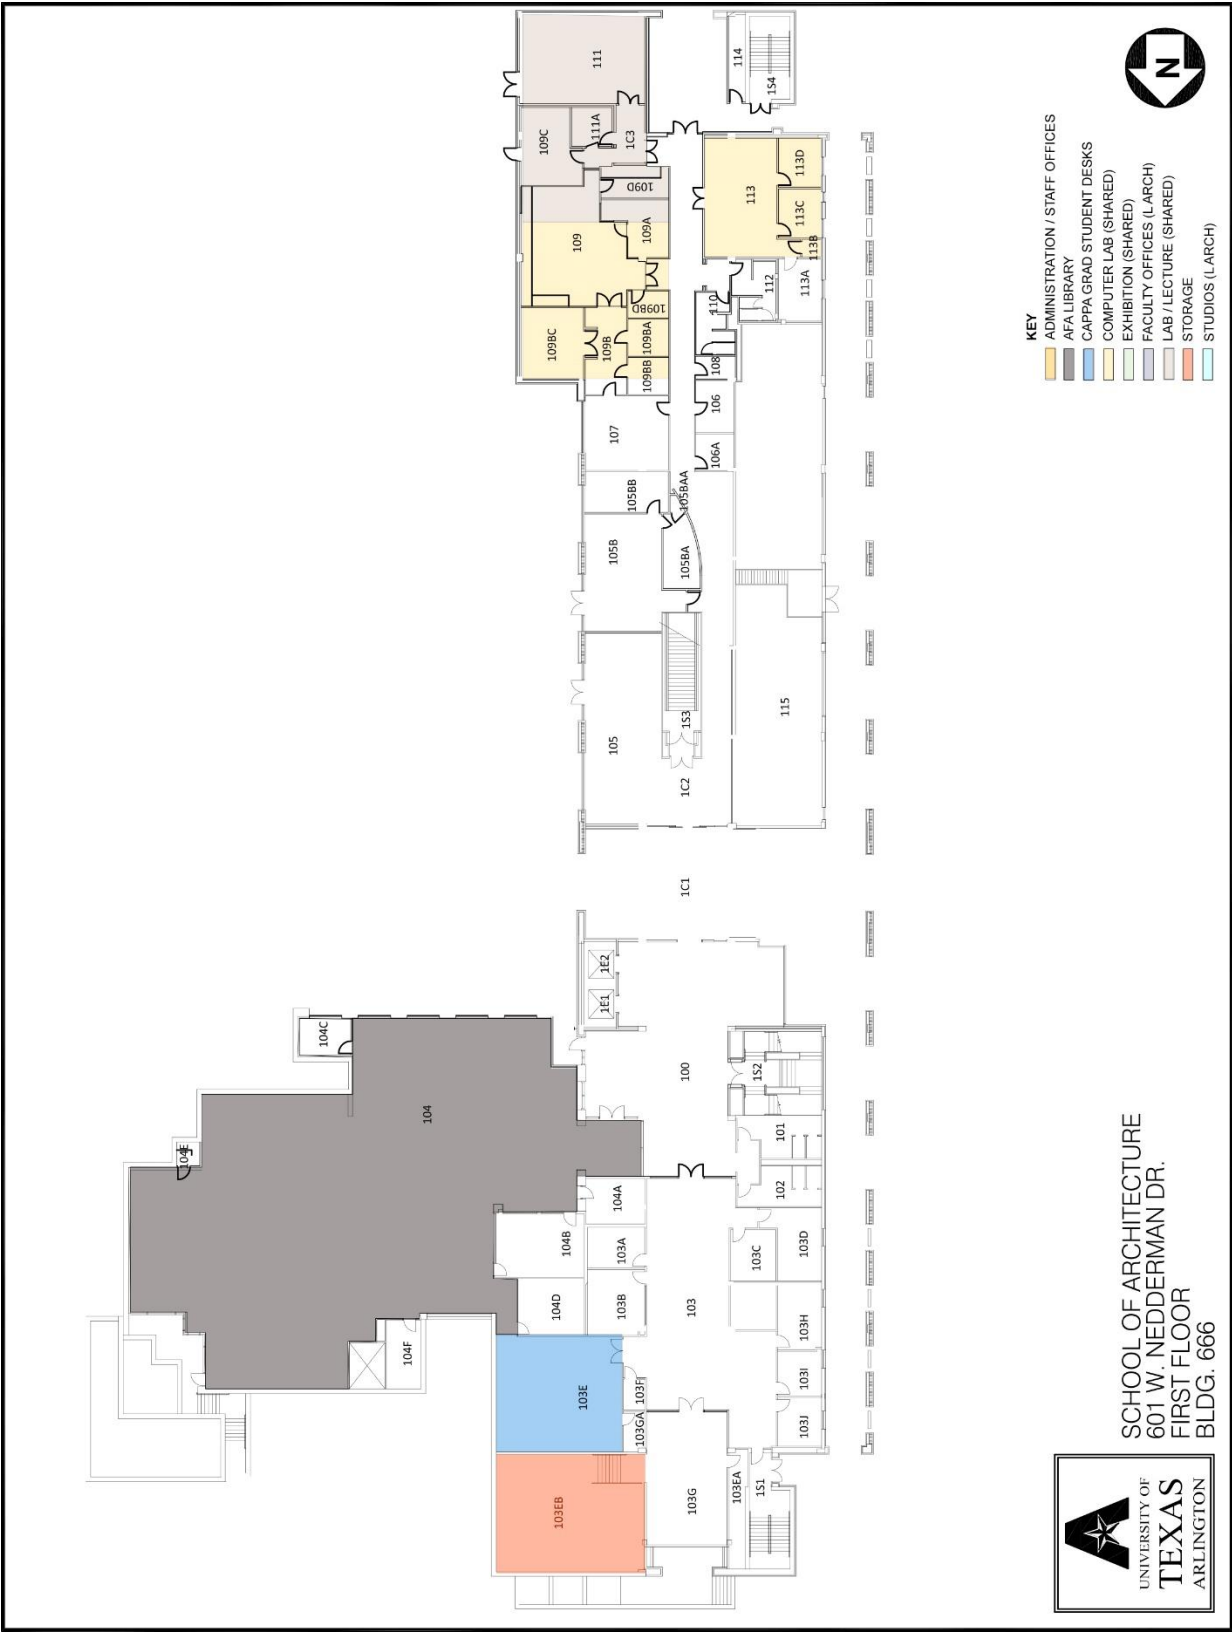 111
114
1S4
N
109C
111A
1C3
109D
109
109A
113
113D
113C
113B
113A
112
110
109BD
109BC
109B
109BA
109BB
108
106
106A
107
105BB
105BAA
105B
105BA
1S3
105
115
1C2
1C1
1E2
1E1
100
1S2
101
102
104C
104
104E
104A
104B
103A
103C
103D
104D
103B
103
103H
104F
103I
103E
103F
103J
103GA
103G
103EA
1S1
103EB
KEY
ADMINISTRATION / STAFF OFFICES
AFA LIBRARY
CAPPA GRAD STUDENT DESKS
COMPUTER LAB (SHARED)
EXHIBITION (SHARED)
FACULTY OFFICES (L ARCH)
LAB / LECTURE (SHARED)
STORAGE
STUDIOS (L ARCH)
SCHOOL OF ARCHITECTURE
601 W. NEDDERMAN DR.
FIRST FLOOR
BLDG. 666
A
UNIVERSITY OF
TEXAS
ARLINGTON